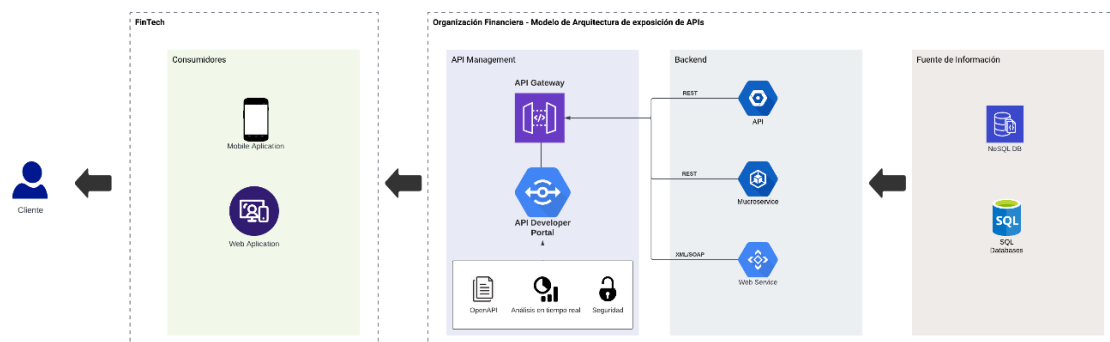 FinTech
Organización Financiera - Modelo de Arquitectura de exposición de APIs
Consumidores
API Management
Backend
Fuente de Información
API Gateway
REST
API
Mobile Aplication
NoSQL DB
REST
Mucroservice
Cliente
API Developer
Portal
Web Aplication
SQL
SQL
Databases
XML/SOAP
Web Service
OpenAPI
Análisis en tiempo real
Seguridad